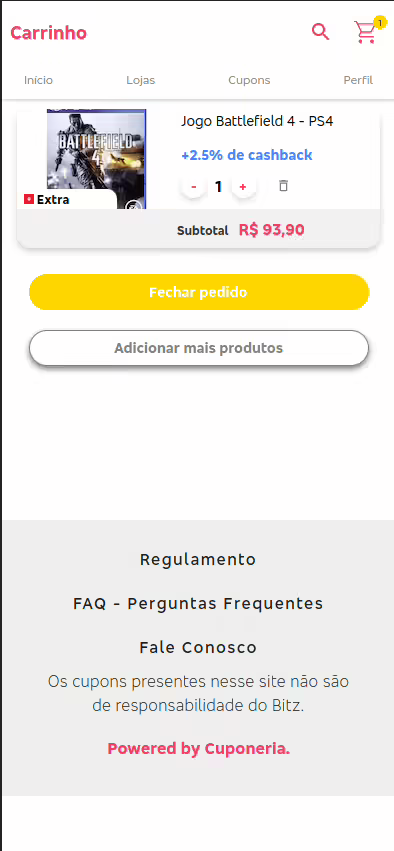 Carrinho
1
Início Lojas Cupons Perfil
Jogo Battlefield 4 - PS4
BATTLEFIELD
4
+2.5% de cashback
- 1 +
Extra
Subtotal R$ 93,90
Fechar pedido
Adicionar mais produtos
Regulamento
FAQ - Perguntas Frequentes
Fale Conosco
Os cupons presentes nesse site não são
de responsabilidade do Bitz.
Powered by Cuponeria.